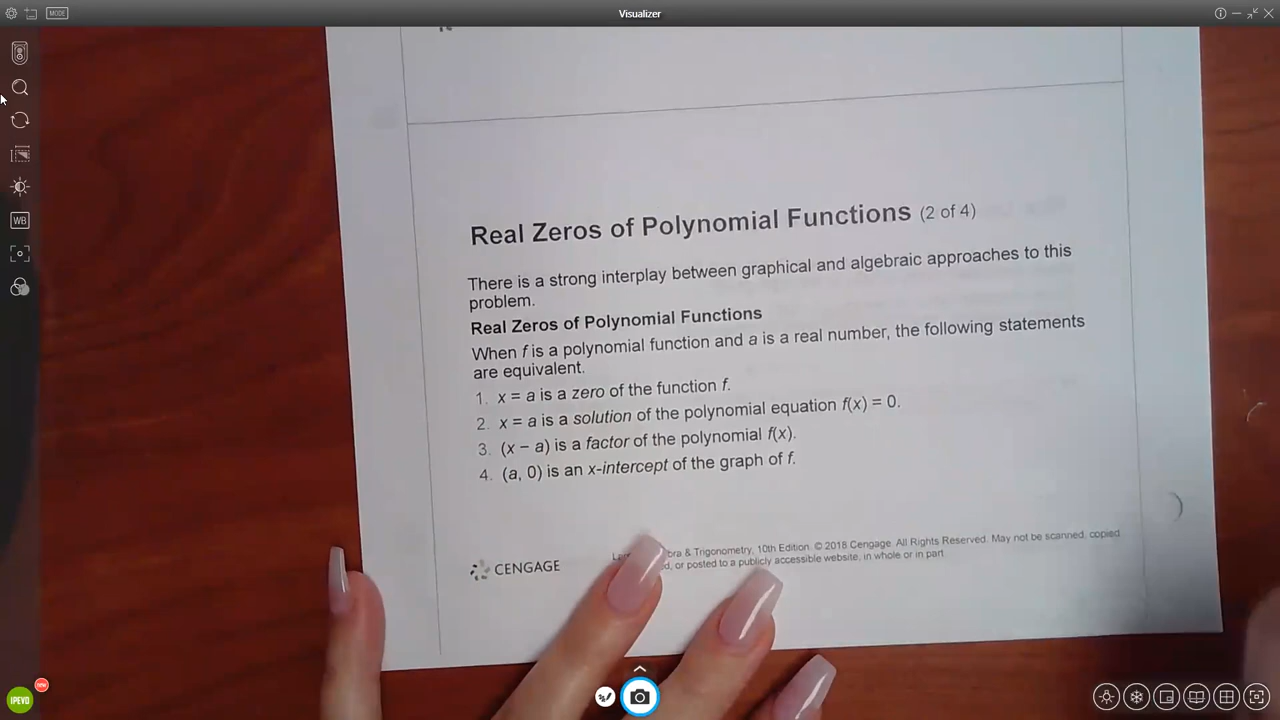 MODE
Visualizer
WB
Real Zeros of Polynomial Functions (2 of 4)
There is a strong interplay between graphical and algebraic approaches to this
problem.
Real Zeros of Polynomial Functions
When f is a polynomial function and a is a real number, the following statements
are equivalent.
1. x = a is a zero of the function f.
2. x = a is a solution of the polynomial equation f(x) = 0.
3. (x − a) is a factor of the polynomial f(x).
4. (a, 0) is an x-intercept of the graph of f.
CENGAGE
& Trigonometry, 10th Edition. © 2018 Cengage. All Rights Reserved. May not be scanned, copied
or posted to a publicly accessible website, in whole or in part.
IPEVO
new